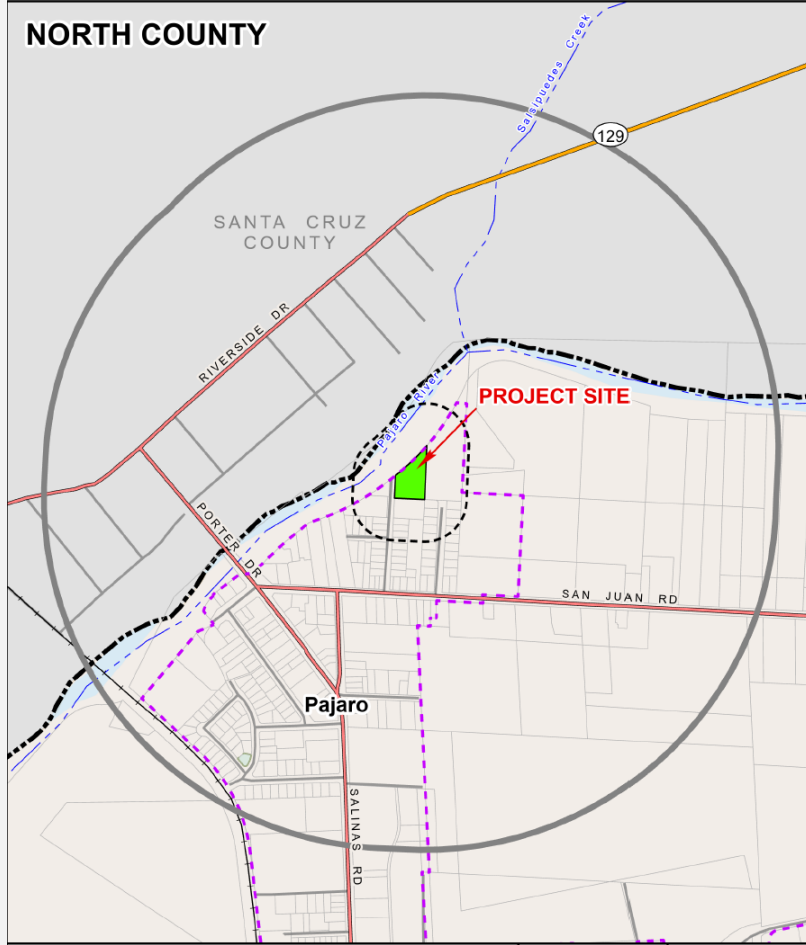 NORTH COUNTY
Salsipuedes Creek
129
SANTA CRUZ
COUNTY
RIVERSIDE DR
Pajaro River
PROJECT SITE
PORTER DR
SAN JUAN RD
Pajaro
SALINAS RD